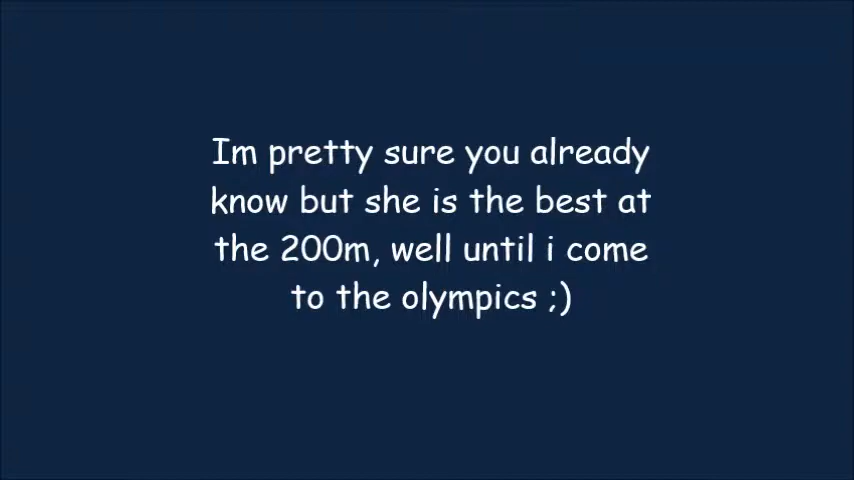 Im pretty sure you already
know but she is the best at
the 200m, well until i come
to the olympics ;)